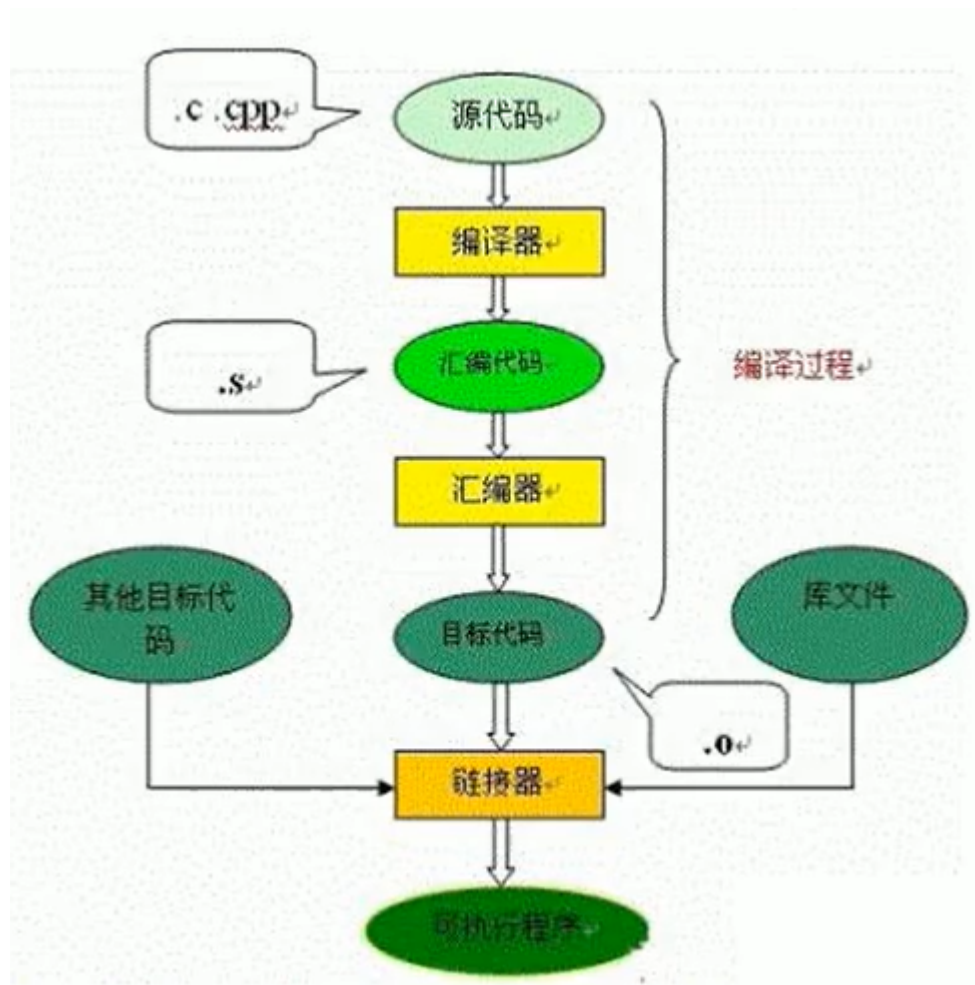 .c .cpp
源代码
编译器
汇编代码
.s
编译过程
汇编器
其他目标代
码
目标代码
库文件
.o
链接器
可执行程序